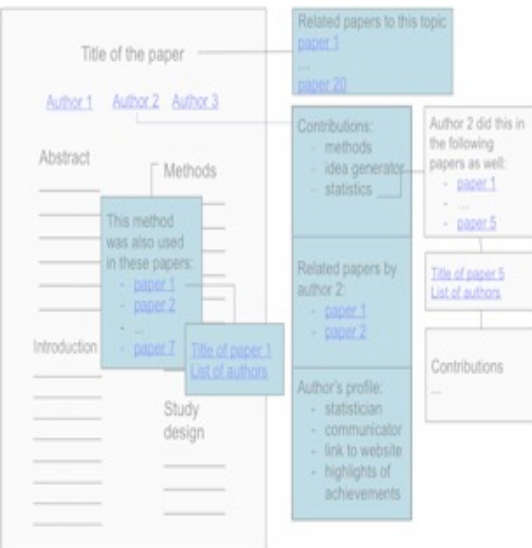 Title of the paper
Author 1 Author 2 Author 3
Abstract
Methods
This method
was also used
in these papers:
- paper 1
- paper 2
- ...
- paper 7
Title of paper 1
List of authors
Introduction
Study
design
Related papers to this topic
paper 1
...
paper 20
Contributions:
- methods
- idea generator
- statistics
Related papers by
author 2:
- paper 1
- paper 2
Author's profile:
- statistician
- communicator
- link to website
- highlights of
achievements
Author 2 did this in
the following
papers as well:
- paper 1
- ...
- paper 5
Title of paper 5
List of authors
Contributions
...